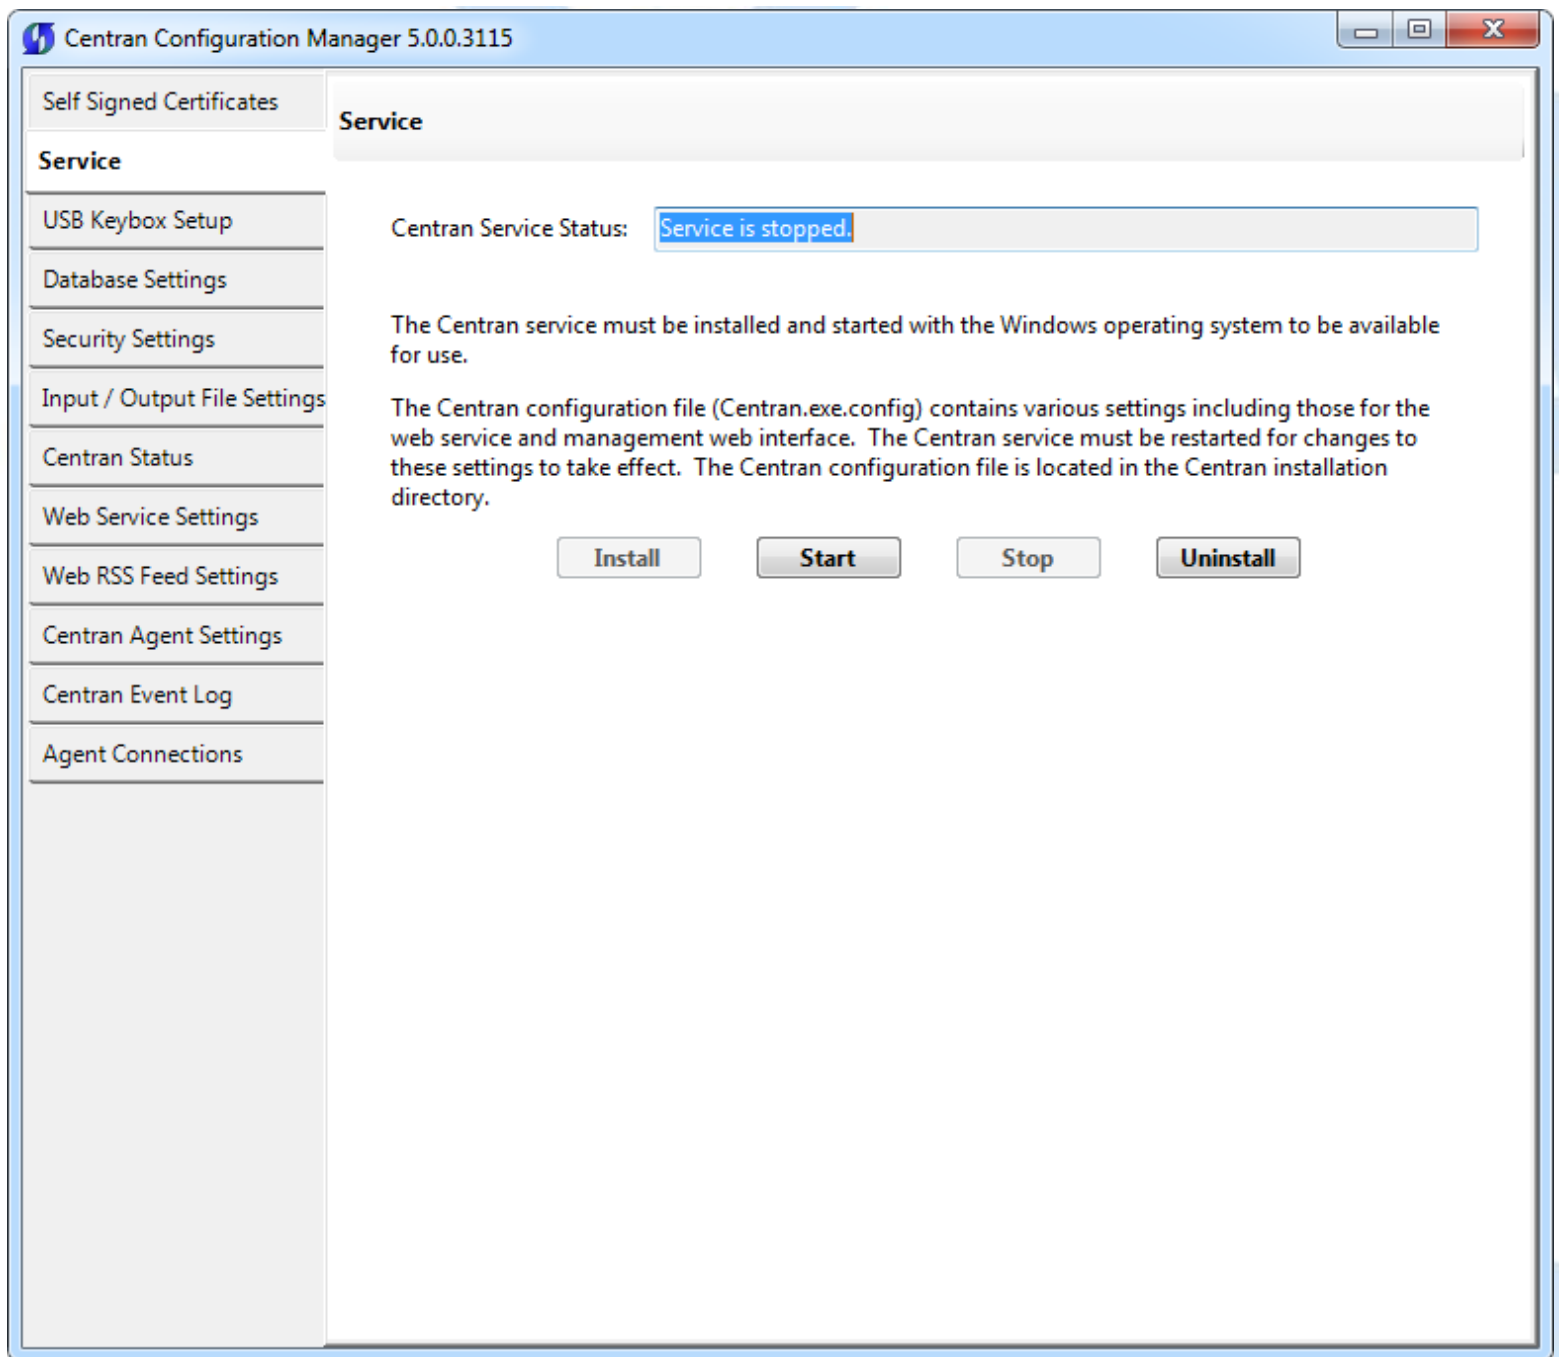 Centran Configuration Manager 5.0.0.3115
Self Signed Certificates
Service
USB Keybox Setup
Database Settings
Security Settings
Input / Output File Settings
Centran Status
Web Service Settings
Web RSS Feed Settings
Centran Agent Settings
Centran Event Log
Agent Connections
Service
Centran Service Status: Service is stopped.
The Centran service must be installed and started with the Windows operating system to be available
for use.
The Centran configuration file (Centran.exe.config) contains various settings including those for the
web service and management web interface.  The Centran service must be restarted for changes to
these settings to take effect.  The Centran configuration file is located in the Centran installation
directory.
Install Start Stop Uninstall